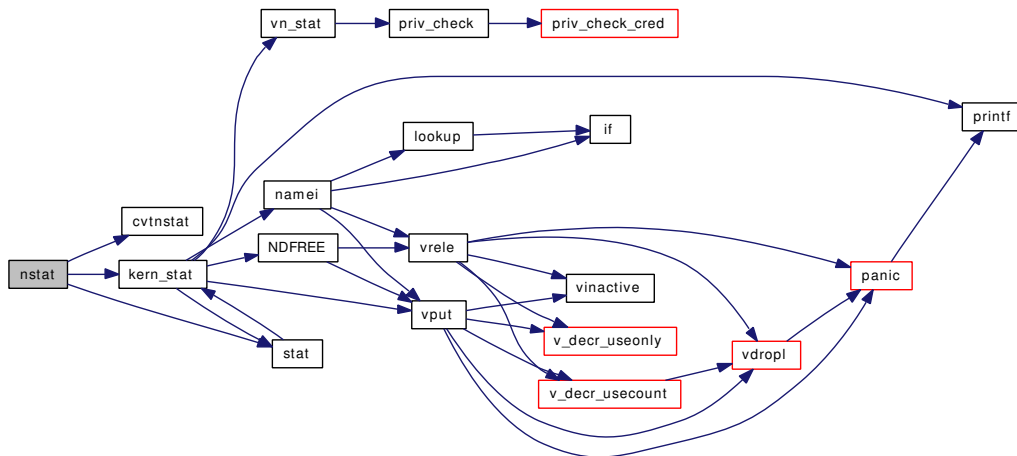 vn_stat
priv_check
priv_check_cred
printf
lookup
if
namei
cvtnstat
NDFREE
vrele
nstat
kern_stat
panic
vinactive
vput
v_decr_useonly
stat
vdropl
v_decr_usecount